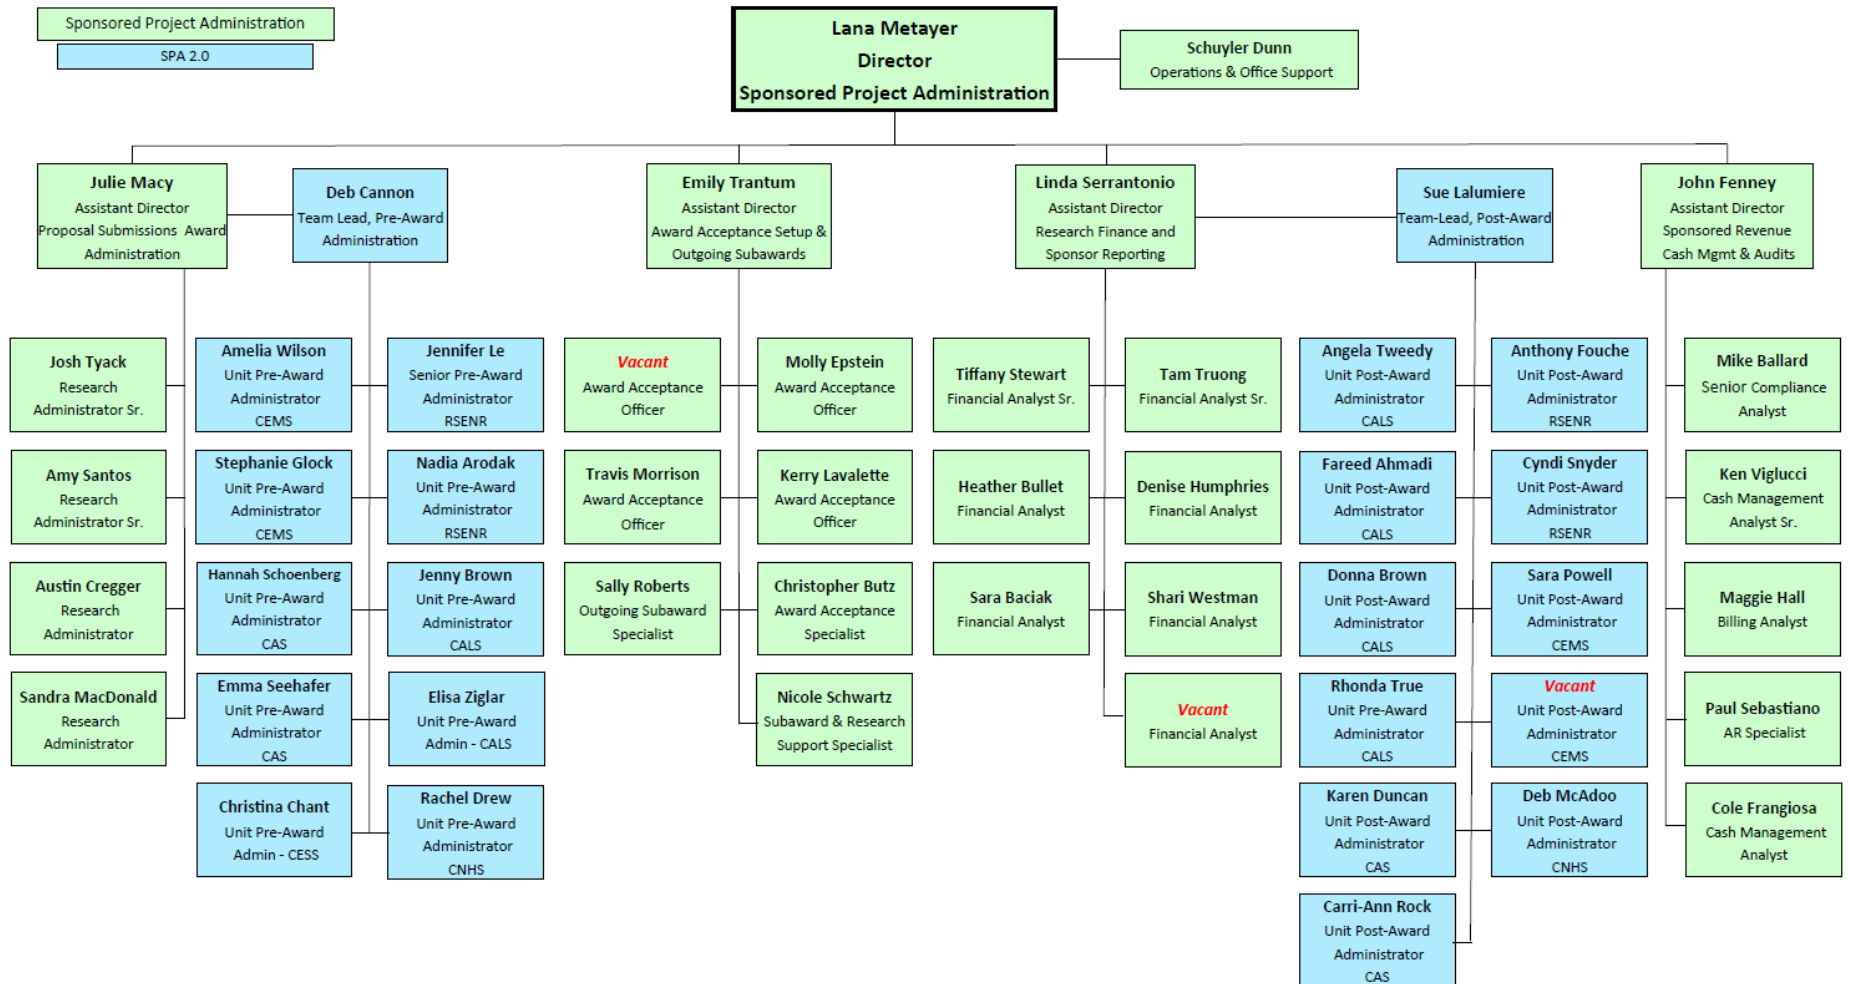 Sponsored Project Administration
SPA 2.0
Lana Metayer
Director
Sponsored Project Administration
Schuyler Dunn
Operations & Office Support
Julie Macy
Assistant Director
Proposal Submissions Award
Administration
Deb Cannon
Team Lead, Pre-Award
Administration
Emily Trantum
Assistant Director
Award Acceptance Setup &
Outgoing Subawards
Linda Serrantonio
Assistant Director
Research Finance and
Sponsor Reporting
Sue Lalumiere
Team-Lead, Post-Award
Administration
John Fenney
Assistant Director
Sponsored Revenue
Cash Mgmt & Audits
Josh Tyack
Research
Administrator Sr.
Amy Santos
Research
Administrator Sr.
Austin Cregger
Research
Administrator
Sandra MacDonald
Research
Administrator
Amelia Wilson
Unit Pre-Award
Administrator
CEMS
Jennifer Le
Senior Pre-Award
Administrator
RSENR
Stephanie Glock
Unit Pre-Award
Administrator
CEMS
Nadia Arodak
Unit Pre-Award
Administrator
RSENR
Hannah Schoenberg
Unit Pre-Award
Administrator
CAS
Jenny Brown
Unit Pre-Award
Administrator
CALS
Emma Seehafer
Unit Pre-Award
Administrator
CAS
Elisa Ziglar
Unit Pre-Award
Admin - CALS
Christina Chant
Unit Pre-Award
Admin - CESS
Rachel Drew
Unit Pre-Award
Administrator
CNHS
Vacant
Award Acceptance
Officer
Molly Epstein
Award Acceptance
Officer
Travis Morrison
Award Acceptance
Officer
Kerry Lavalette
Award Acceptance
Officer
Sally Roberts
Outgoing Subaward
Specialist
Christopher Butz
Award Acceptance
Specialist
Nicole Schwartz
Subaward & Research
Support Specialist
Tiffany Stewart
Financial Analyst Sr.
Tam Truong
Financial Analyst Sr.
Heather Bullet
Financial Analyst
Denise Humphries
Financial Analyst
Sara Baciak
Financial Analyst
Shari Westman
Financial Analyst
Vacant
Financial Analyst
Angela Tweedy
Unit Post-Award
Administrator
CALS
Anthony Fouche
Unit Post-Award
Administrator
RSENR
Fareed Ahmadi
Unit Post-Award
Administrator
CALS
Cyndi Snyder
Unit Post-Award
Administrator
RSENR
Donna Brown
Unit Post-Award
Administrator
CALS
Sara Powell
Unit Post-Award
Administrator
CEMS
Rhonda True
Unit Pre-Award
Administrator
CALS
Vacant
Unit Post-Award
Administrator
CEMS
Karen Duncan
Unit Post-Award
Administrator
CAS
Deb McAdoo
Unit Post-Award
Administrator
CNHS
Carri-Ann Rock
Unit Post-Award
Administrator
CAS
Mike Ballard
Senior Compliance
Analyst
Ken Viglucci
Cash Management
Analyst Sr.
Maggie Hall
Billing Analyst
Paul Sebastiano
AR Specialist
Cole Frangiosa
Cash Management
Analyst